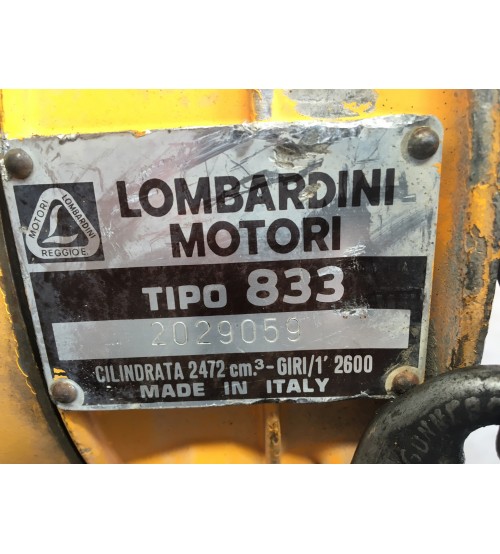 MOTORI LOMBARDINI
REGGIO E.
LOMBARDINI
MOTORI
TIPO 833
2029059
CILINDRATA 2472 cm³-GIRI/1' 2600
MADE IN ITALY